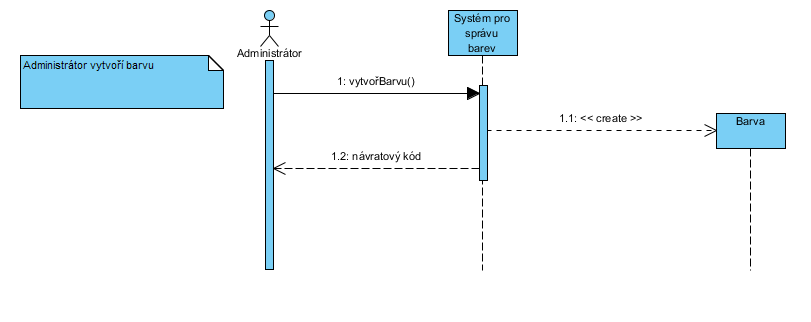 Systém pro
správu
barev
Administrátor
Administrátor vytvoří barvu
1: vytvořBarvu()
1.1: << create >>
Barva
1.2: návratový kód